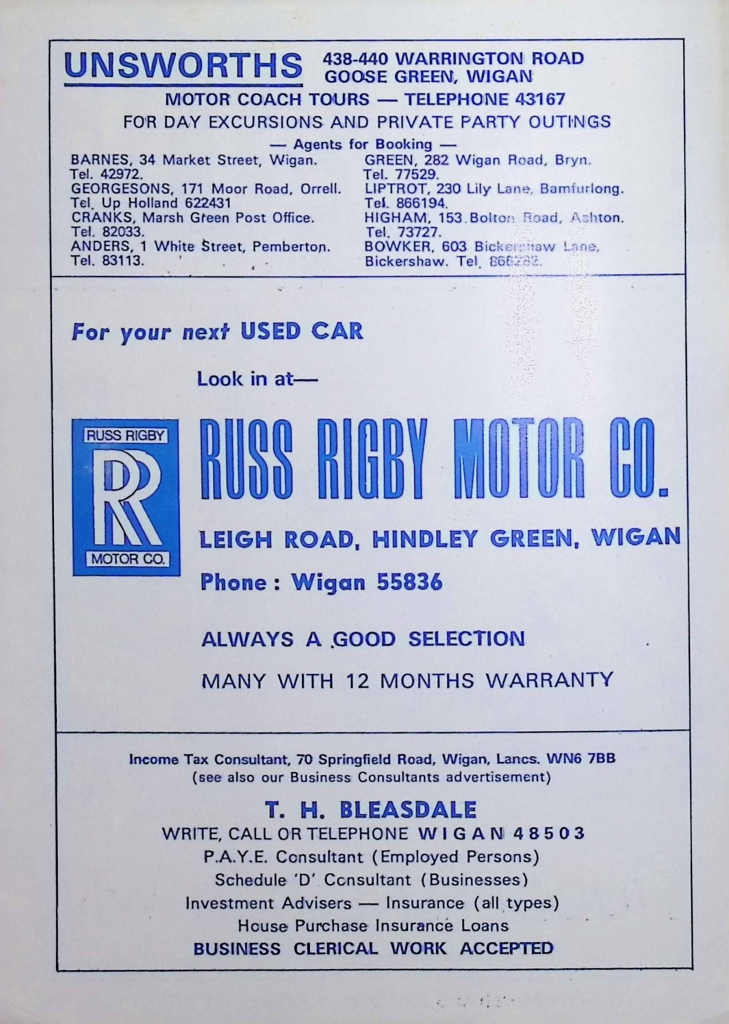 UNSWORTHS 438-440 WARRINGTON ROAD
GOOSE GREEN, WIGAN
MOTOR COACH TOURS — TELEPHONE 43167
FOR DAY EXCURSIONS AND PRIVATE PARTY OUTINGS
— Agents for Booking —
BARNES, 34 Market Street, Wigan.
Tel. 42972.
GEORGESONS, 171 Moor Road, Orrell.
Tel. Up Holland 622431
CRANKS, Marsh Green Post Office.
Tel. 82033.
ANDERS, 1 White Street, Pemberton.
Tel. 83113.
GREEN, 282 Wigan Road, Bryn.
Tel. 77529.
LIPTROT, 230 Lily Lane, Bamfurlong.
Tel. 866194.
HIGHAM, 153 Bolton Road, Ashton.
Tel. 73727.
BOWKER, 603 Bickershaw Lane,
Bickershaw. Tel.
For your next USED CAR
Look in at—
RUSS RIGBY
RR
MOTOR CO.
RUSS RIGBY MOTOR CO.
LEIGH ROAD, HINDLEY GREEN, WIGAN
Phone : Wigan 55836
ALWAYS A GOOD SELECTION
MANY WITH 12 MONTHS WARRANTY
Income Tax Consultant, 70 Springfield Road, Wigan, Lancs. WN6 7BB
(see also our Business Consultants advertisement)
T. H. BLEASDALE
WRITE, CALL OR TELEPHONE WIGAN 48503
P.A.Y.E. Consultant (Employed Persons)
Schedule 'D' Consultant (Businesses)
Investment Advisers — Insurance (all types)
House Purchase Insurance Loans
BUSINESS CLERICAL WORK ACCEPTED